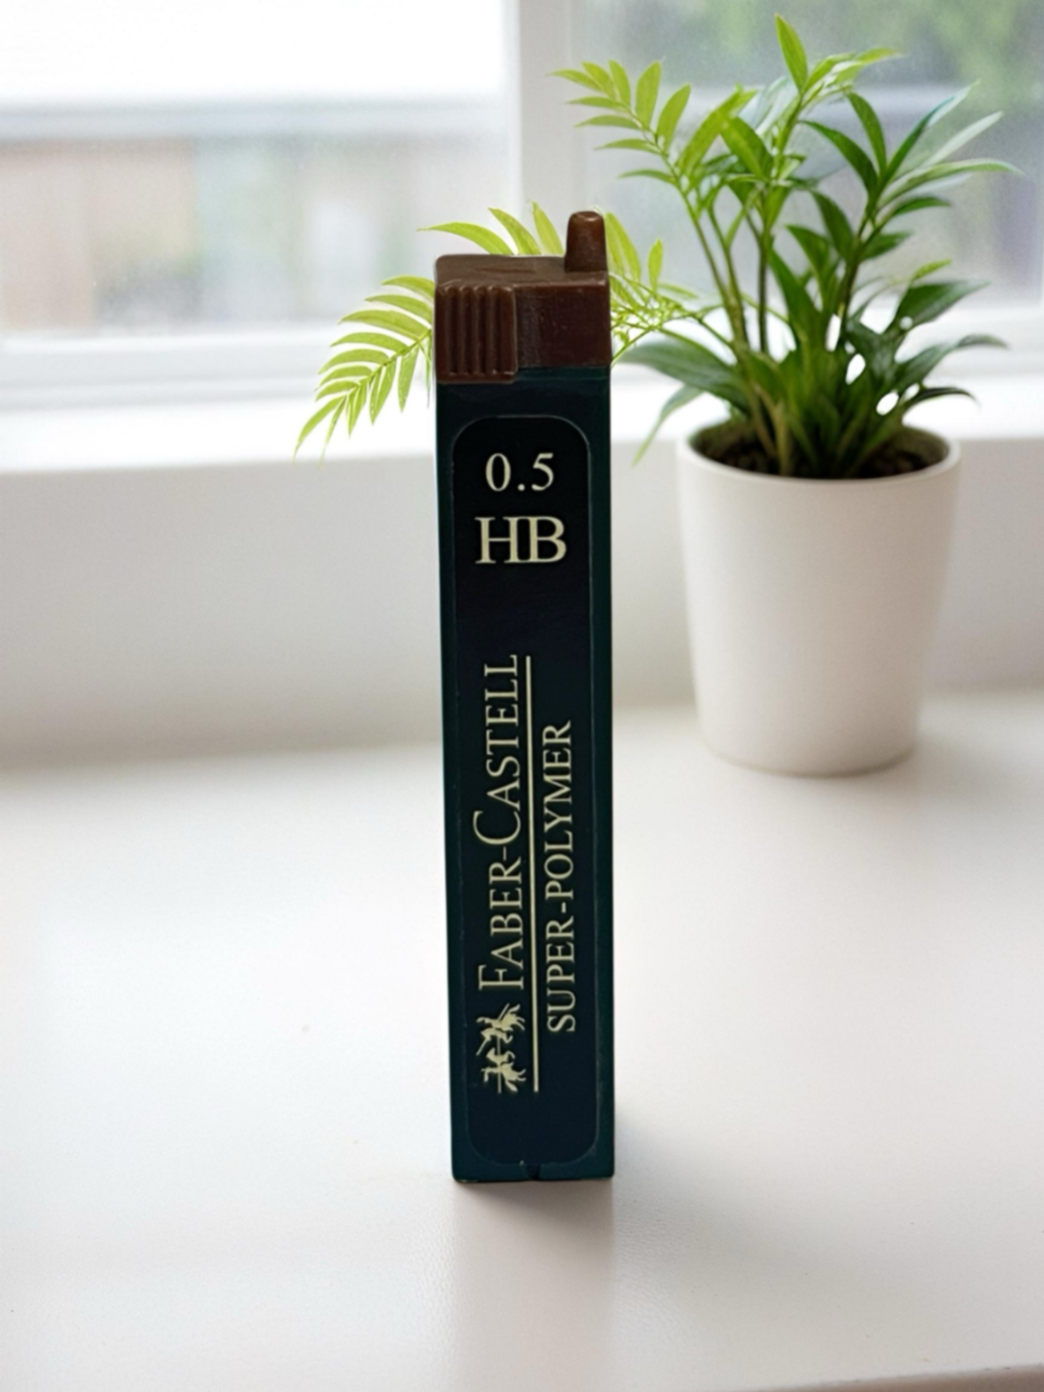 0.5
HB
FABER-CASTELL
SUPER-POLYMER